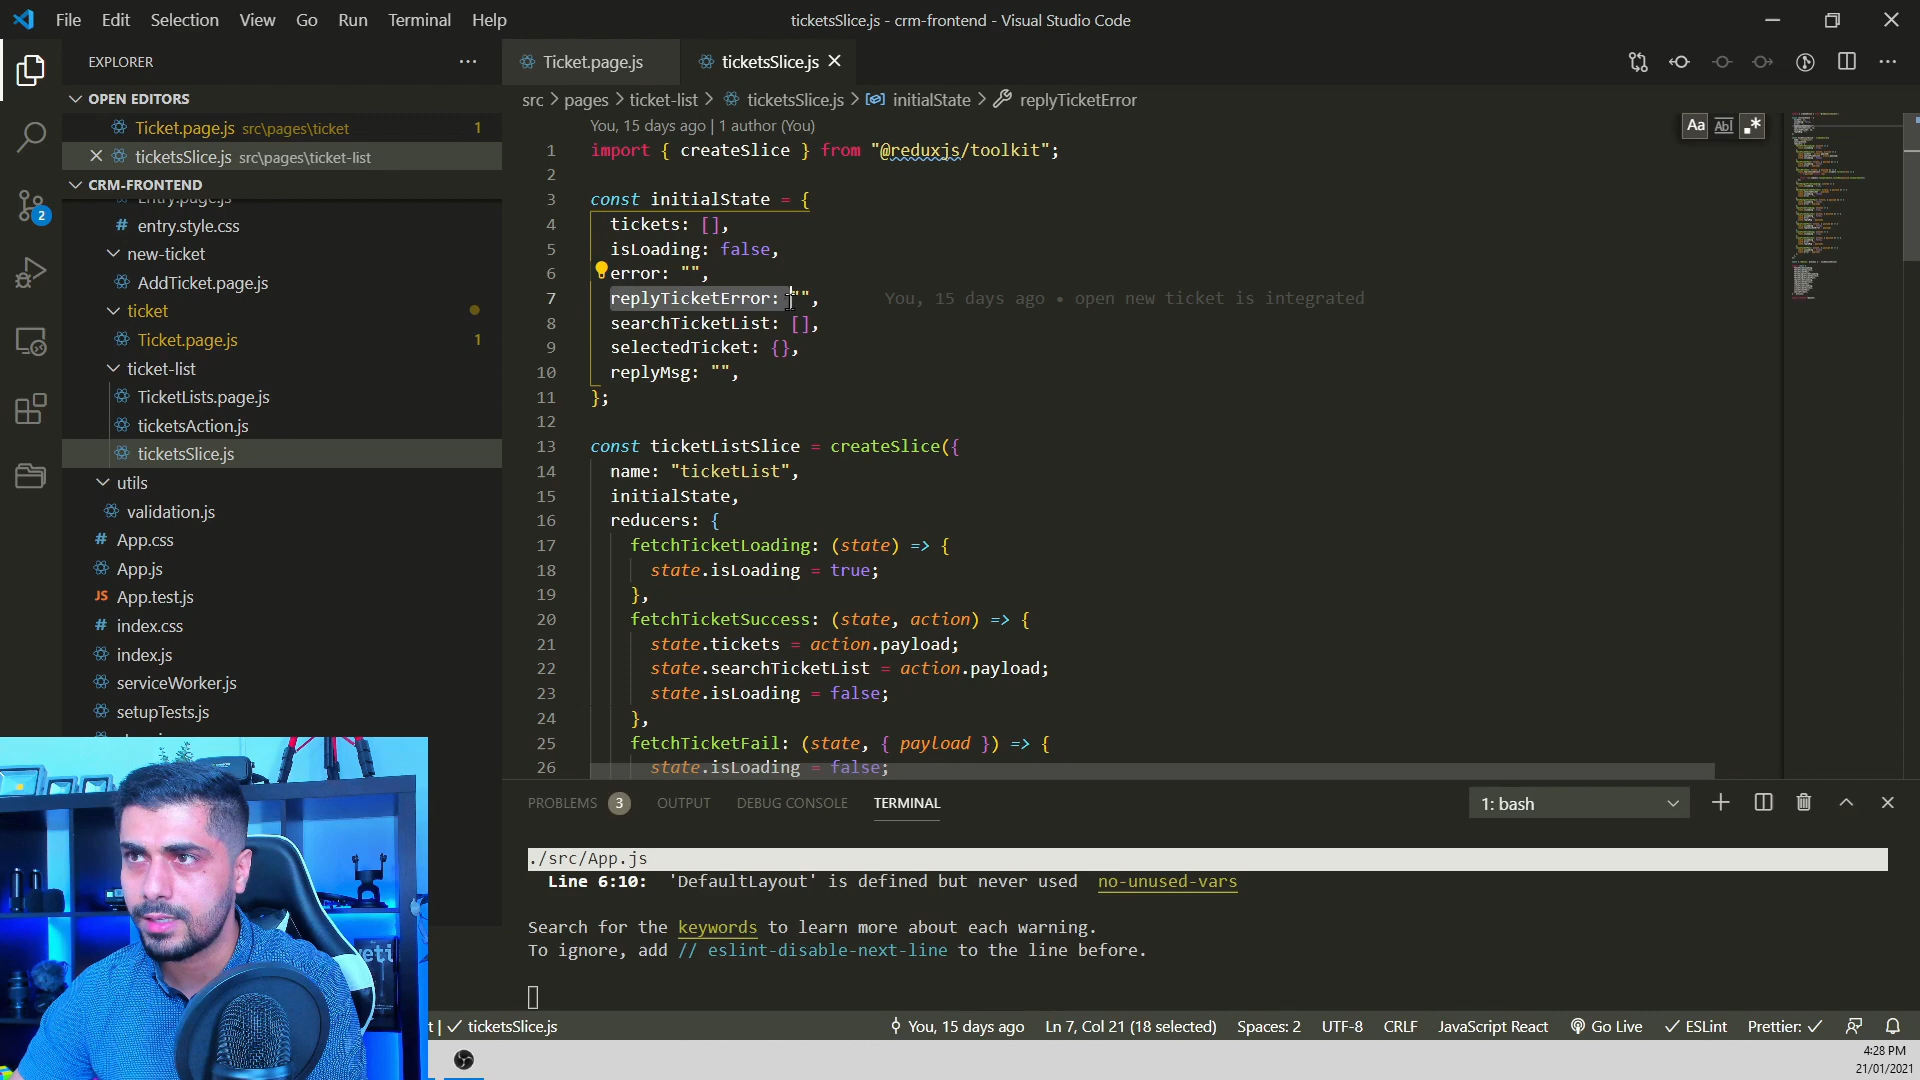 File Edit Selection View Go Run Terminal Help
ticketsSlice.js - crm-frontend - Visual Studio Code
EXPLORER
OPEN EDITORS
Ticket.page.js src\pages\ticket 1
ticketsSlice.js src\pages\ticket-list
CRM-FRONTEND
Entry.page.js
entry.style.css
new-ticket
AddTicket.page.js
ticket
Ticket.page.js 1
ticket-list
TicketLists.page.js
ticketsAction.js
ticketsSlice.js
utils
validation.js
App.css
App.js
JS App.test.js
index.css
index.js
serviceWorker.js
setupTests.js
2
Ticket.page.js
ticketsSlice.js
src > pages > ticket-list > ticketsSlice.js > initialState > replyTicketError
You, 15 days ago | 1 author (You)
Aa Abl .*
1 import { createSlice } from "@reduxjs/toolkit";
2
3 const initialState = {
4 tickets: [],
5 isLoading: false,
6 error: "",
7 replyTicketError: "", You, 15 days ago • open new ticket is integrated
8 searchTicketList: [],
9 selectedTicket: {},
10 replyMsg: "",
11 };
12
13 const ticketListSlice = createSlice({
14 name: "ticketList",
15 initialState,
16 reducers: {
17 fetchTicketLoading: (state) => {
18 state.isLoading = true;
19 },
20 fetchTicketSuccess: (state, action) => {
21 state.tickets = action.payload;
22 state.searchTicketList = action.payload;
23 state.isLoading = false;
24 },
25 fetchTicketFail: (state, { payload }) => {
26 state.isLoading = false;
PROBLEMS 3 OUTPUT DEBUG CONSOLE TERMINAL
1: bash
./src/App.js
Line 6:10: 'DefaultLayout' is defined but never used no-unused-vars
Search for the keywords to learn more about each warning.
To ignore, add // eslint-disable-next-line to the line before.
t | ✓ ticketsSlice.js
You, 15 days ago Ln 7, Col 21 (18 selected) Spaces: 2 UTF-8 CRLF JavaScript React Go Live ✓ ESLint Prettier: ✓
4:28 PM
21/01/2021